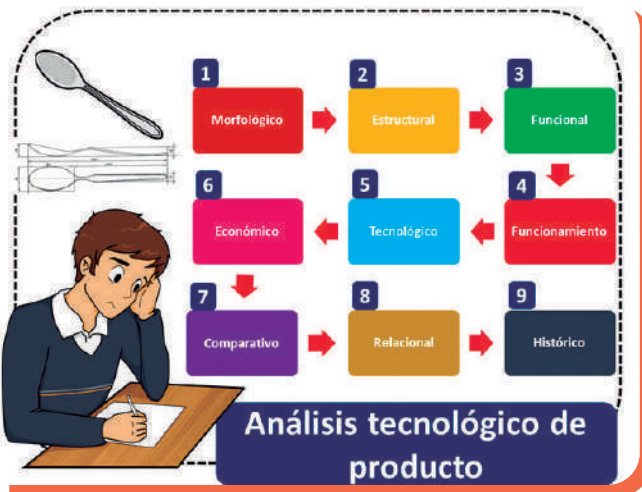 1
Morfológico
2
Estructural
3
Funcional
4
Funcionamiento
5
Tecnológico
6
Económico
7
Comparativo
8
Relacional
9
Histórico
Análisis tecnológico de
producto